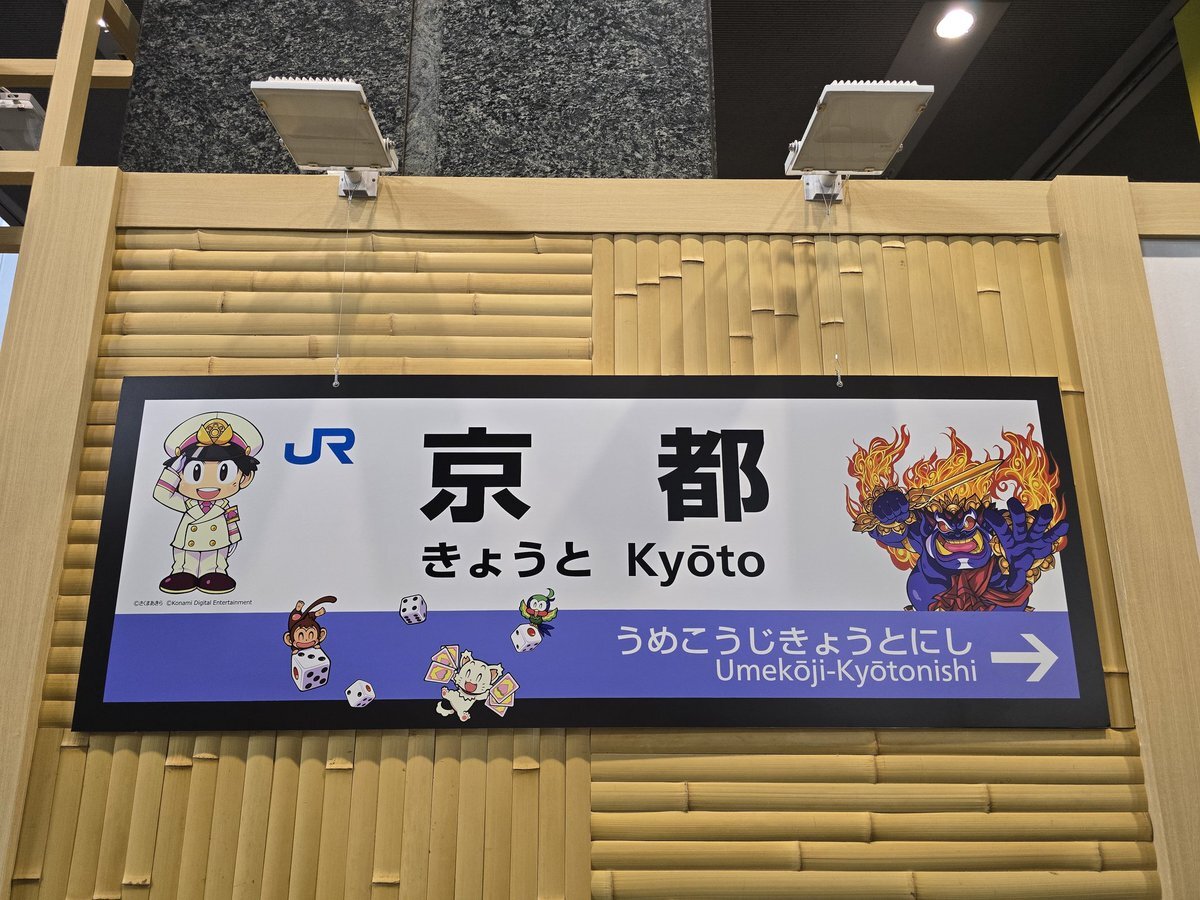 JR
京都
きょうと Kyōto
©さくまあきら ©Konami Digital Entertainment
うめこうじきょうとにし
Umekōji-Kyōtonishi